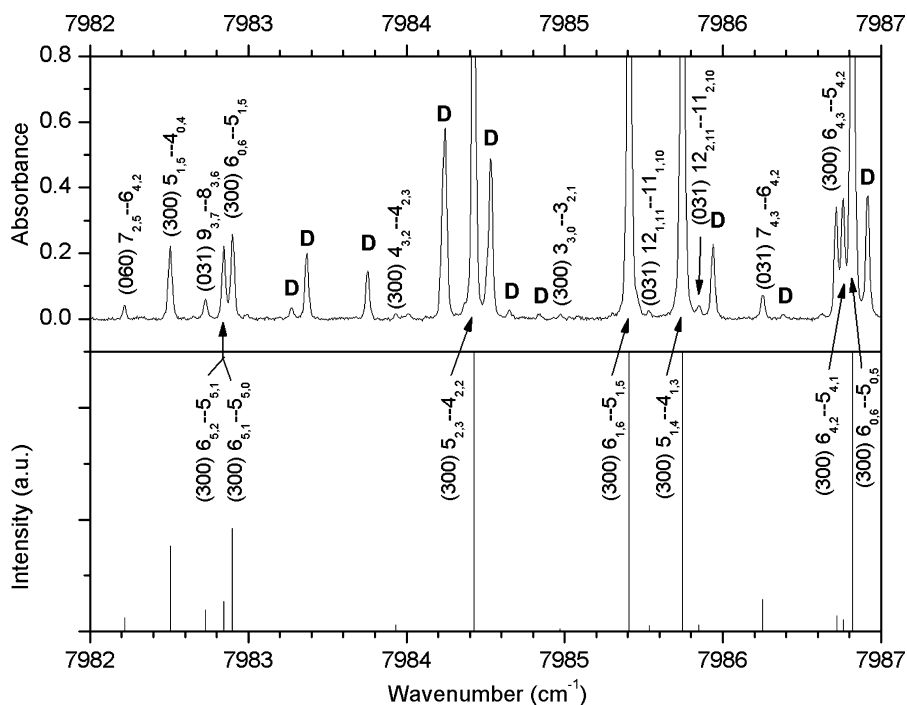 7982 7983 7984 7985 7986 7987
0.8
0.6
0.4
0.2
0.0
Absorbance
(060) 7₂,₅--6₄,₂
(300) 5₁,₅--4₀,₄
(031) 9₃,₇--8₃,₆
(300) 6₀,₆--5₁,₅
D
D
D
(300) 4₃,₂--4₂,₃
D
D
D
D
(300) 3₃,₀--3₂,₁
(031) 12₁,₁₁--11₁,₁₀
(031) 12₂,₁₁--11₂,₁₀
D
(031) 7₄,₃--6₄,₂
D
(300) 6₄,₃--5₄,₂
D
(300) 6₅,₂--5₅,₁
(300) 6₅,₁--5₅,₀
(300) 5₂,₃--4₂,₂
(300) 6₁,₆--5₁,₅
(300) 5₁,₄--4₁,₃
(300) 6₄,₂--5₄,₁
(300) 6₀,₆--5₀,₅
Intensity (a.u.)
7982 7983 7984 7985 7986 7987
Wavenumber (cm⁻¹)